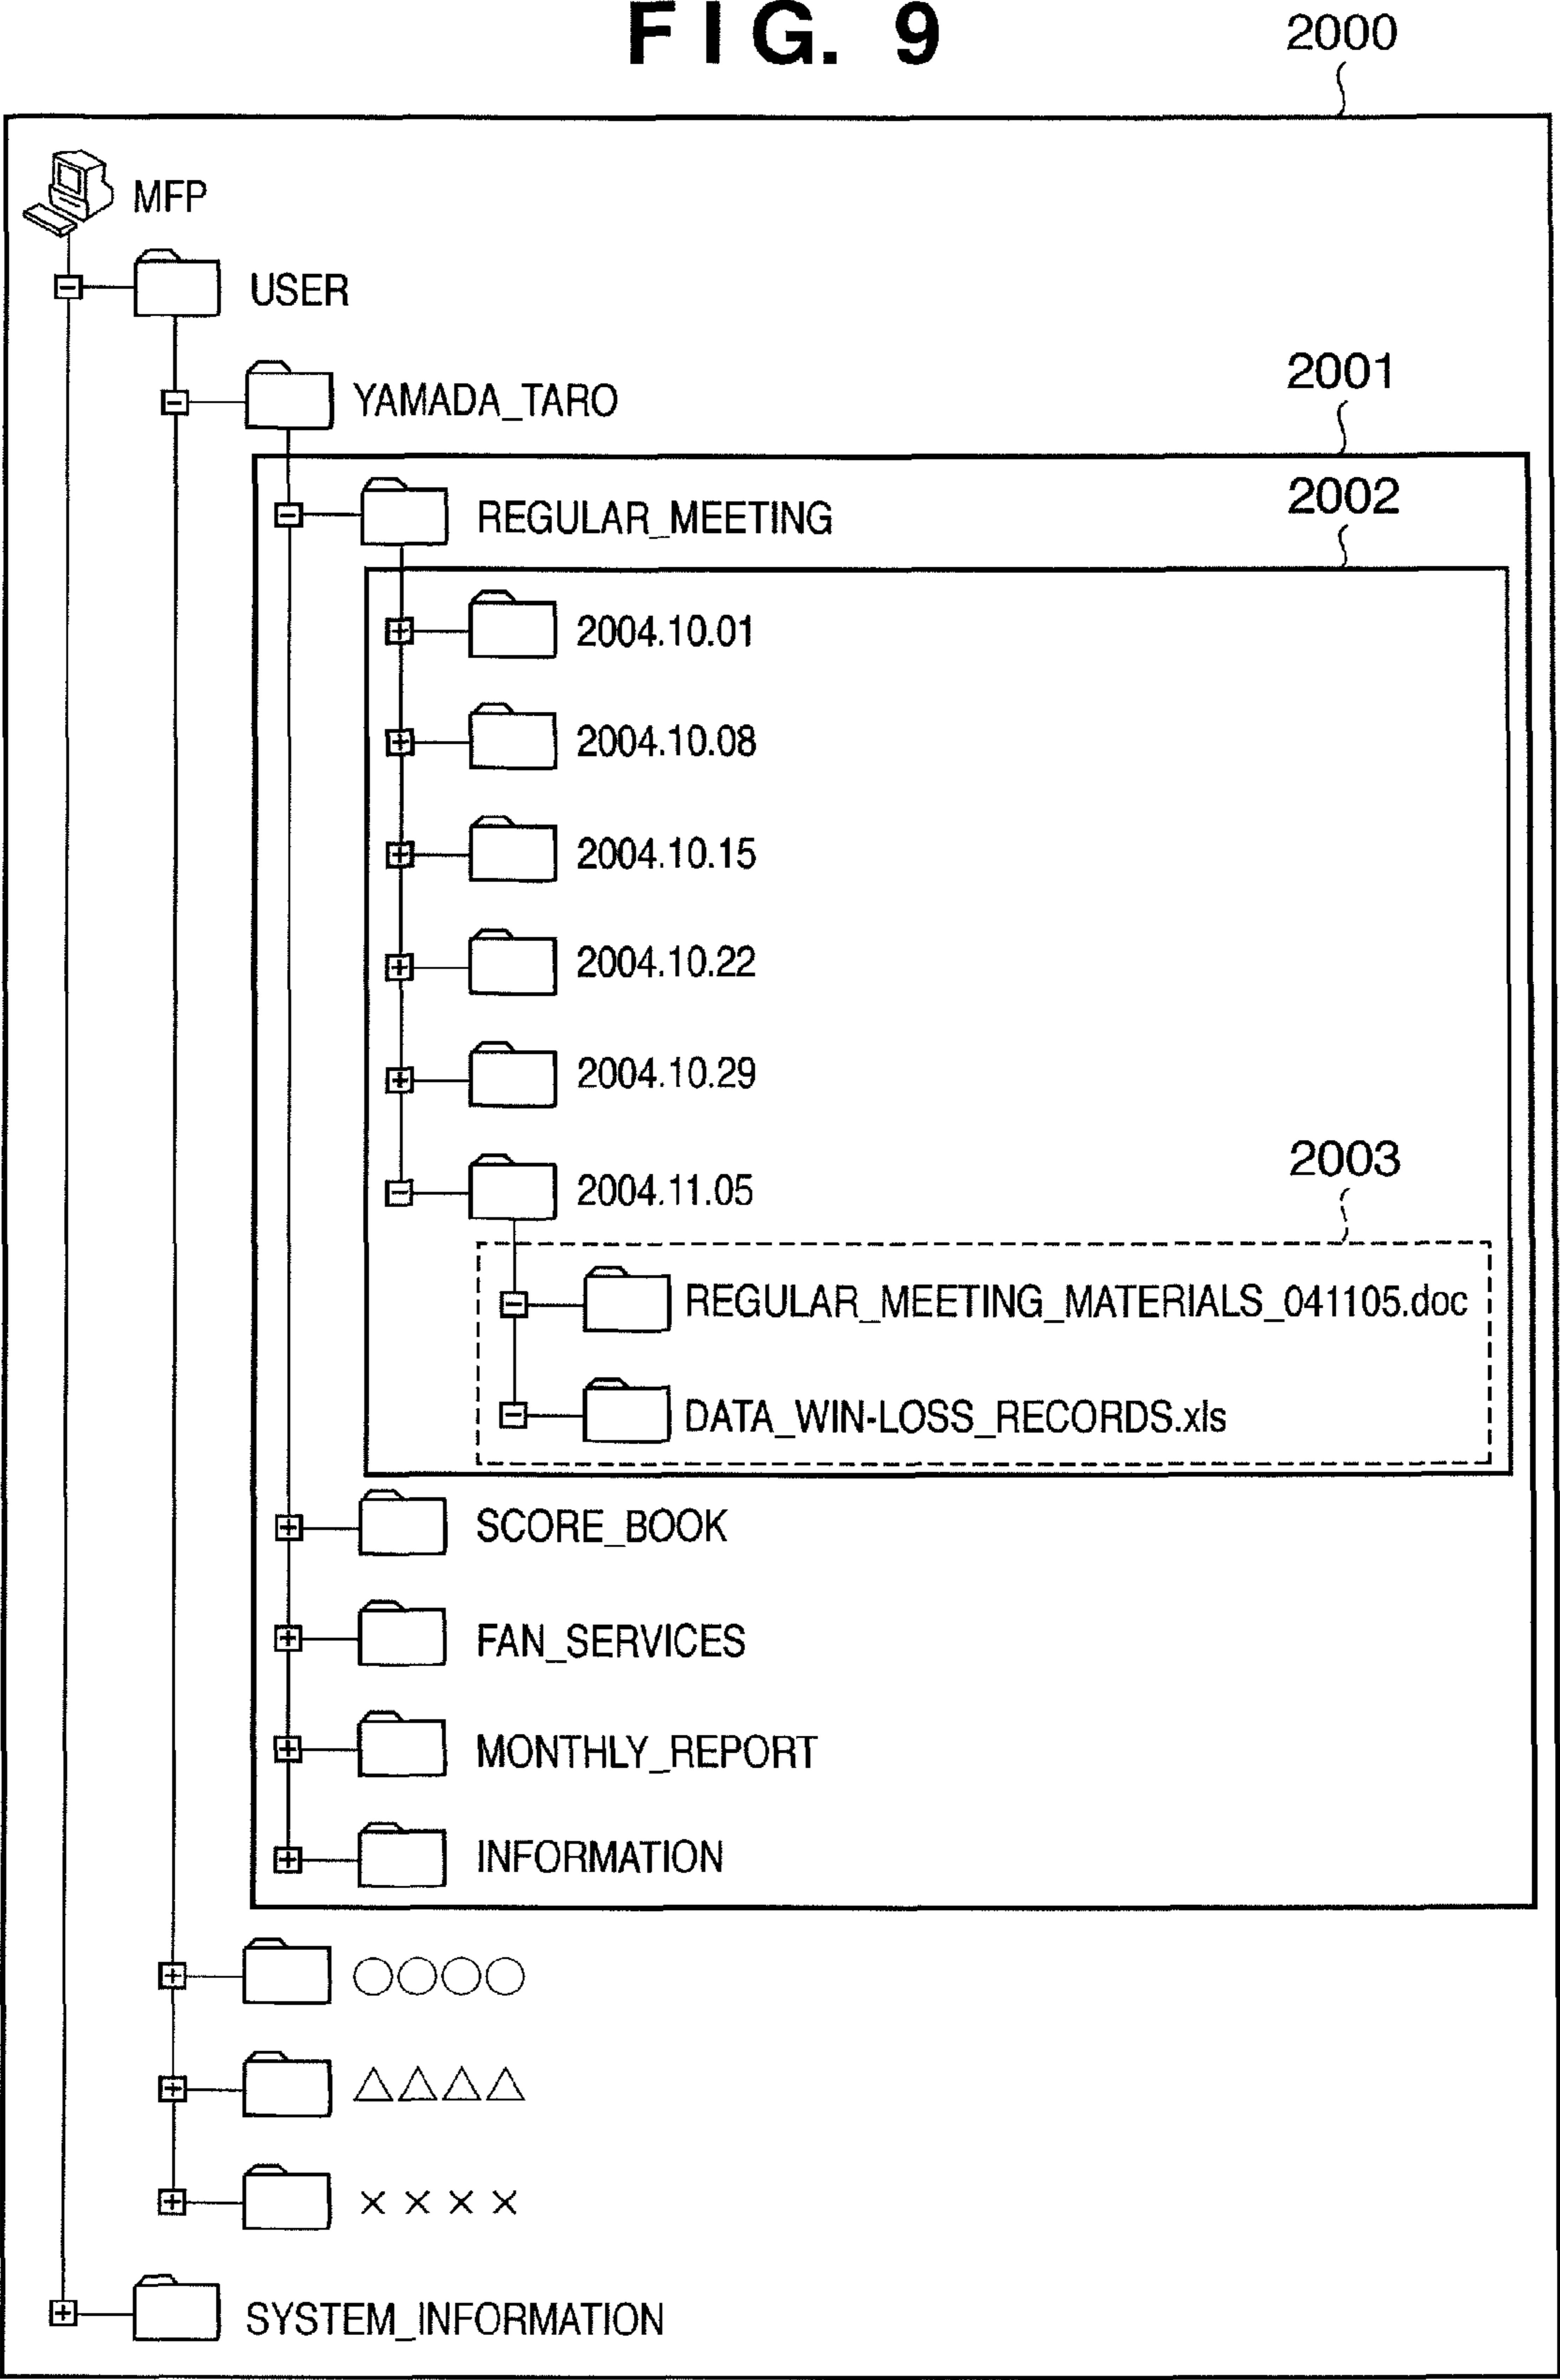 FIG. 9
2000
MFP
USER
YAMADA_TARO
2001
REGULAR_MEETING
2002
2004.10.01
2004.10.08
2004.10.15
2004.10.22
2004.10.29
2004.11.05
2003
REGULAR_MEETING_MATERIALS_041105.doc
DATA_WIN-LOSS_RECORDS.xls
SCORE_BOOK
FAN_SERVICES
MONTHLY_REPORT
INFORMATION
○○○○
△△△△
××××
SYSTEM_INFORMATION